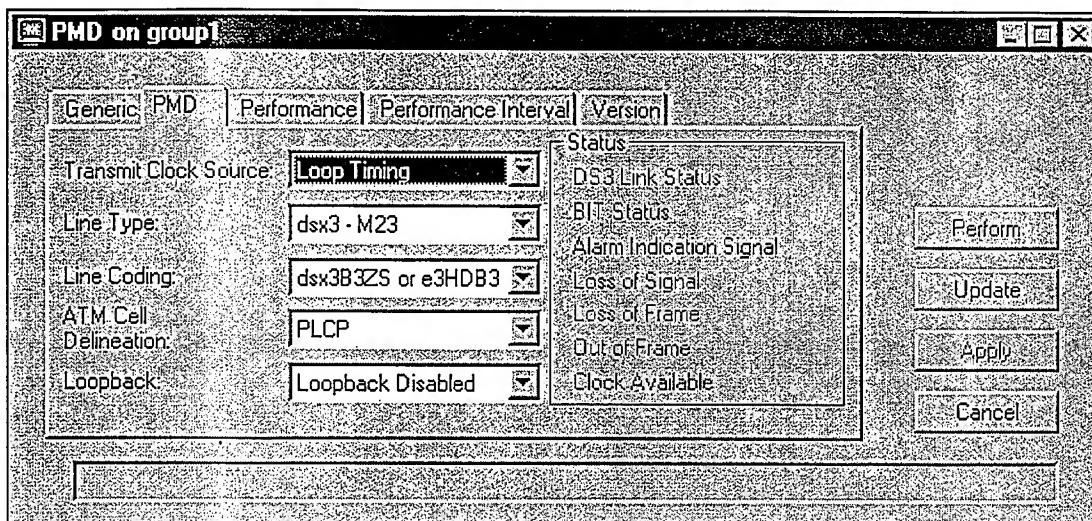 PMD on group1
Generic PMD Performance Performance Interval Version
Transmit Clock Source: Loop Timing
Line Type: dsx3 - M23
Line Coding: dsx3B3ZS or e3HDB3
ATM Cell Delineation: PLCP
Loopback: Loopback Disabled
Status
DS3 Link Status
BIT Status
Alarm Indication Signal
Loss of Signal
Loss of Frame
Out of Frame
Clock Available
Perform
Update
Apply
Cancel